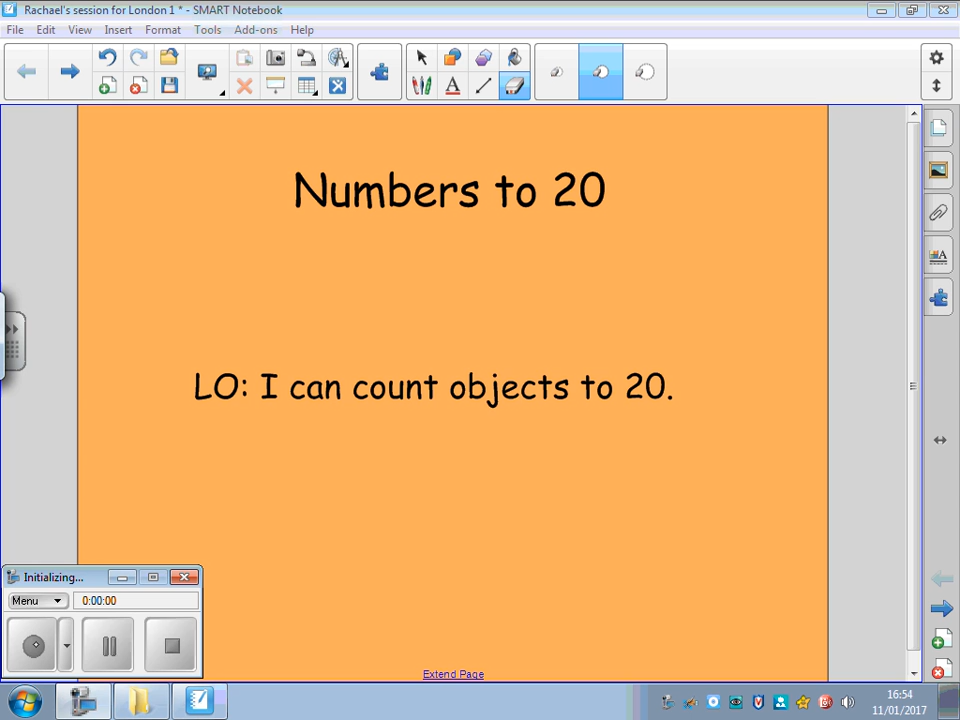 Rachael's session for London 1 * - SMART Notebook
File Edit View Insert Format Tools Add-ons Help
Numbers to 20
LO: I can count objects to 20.
Initializing...
Menu 0:00:00
Extend Page
16:54
11/01/2017